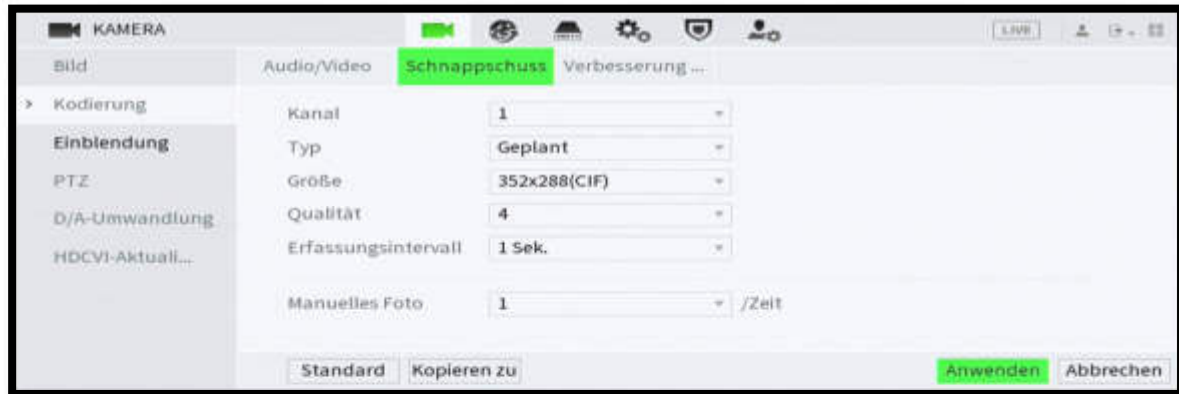 KAMERA LIVE
Bild
Audio/Video Schnappschuss Verbesserung ...
Kodierung
Kanal 1
Einblendung
Typ Geplant
PTZ
Größe 352x288(CIF)
D/A-Umwandlung
Qualität 4
HDCVI-Aktuali...
Erfassungsintervall 1 Sek.
Manuelles Foto 1 /Zeit
Standard Kopieren zu Anwenden Abbrechen